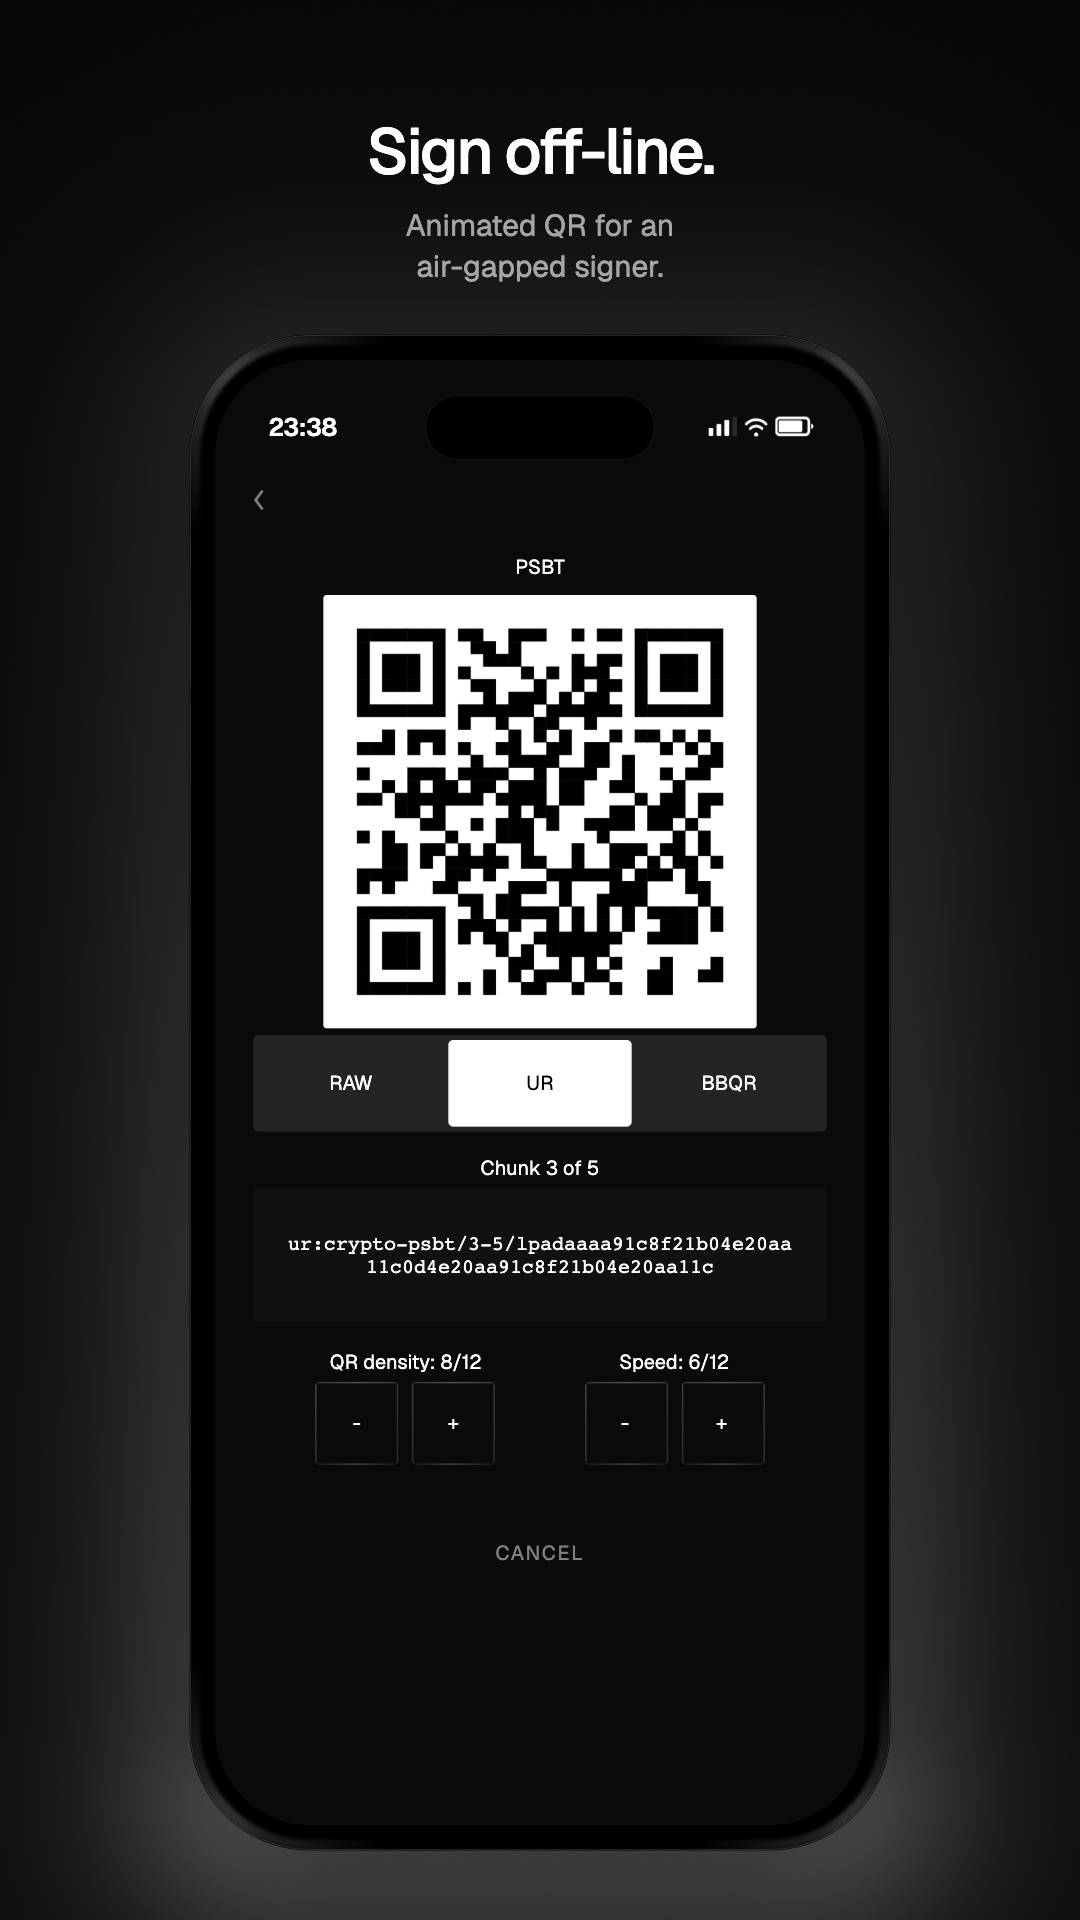 Sign off-line.
Animated QR for an
air-gapped signer.
23:38
PSBT
RAW
UR
BBQR
Chunk 3 of 5
ur:crypto-psbt/3-5/lpadaaaa91c8f21b04e20aa
11c0d4e20aa91c8f21b04e20aa11c
QR density: 8/12
Speed: 6/12
- + - +
CANCEL